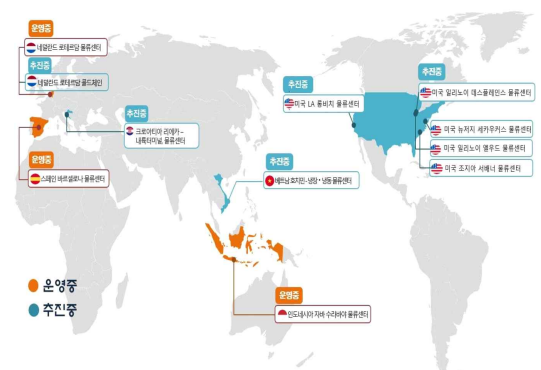 운영중
네덜란드 로테르담 물류센터
추진중
네덜란드 로테르담 콜드체인
추진중
크로아티아 리예카-
내륙터미널, 물류센터
운영중
스페인 바르셀로나 물류센터
추진중
베트남 호치민·냉장·냉동 물류센터
운영중
인도네시아 자바 수라바야 물류센터
추진중
미국 LA 롱비치 물류센터
추진중
미국 일리노이 데스플레인스 물류센터
미국 뉴저지 세카우커스 물류센터
미국 일리노이 엘우드 물류센터
미국 조지아 서배너 물류센터
운영중
추진중